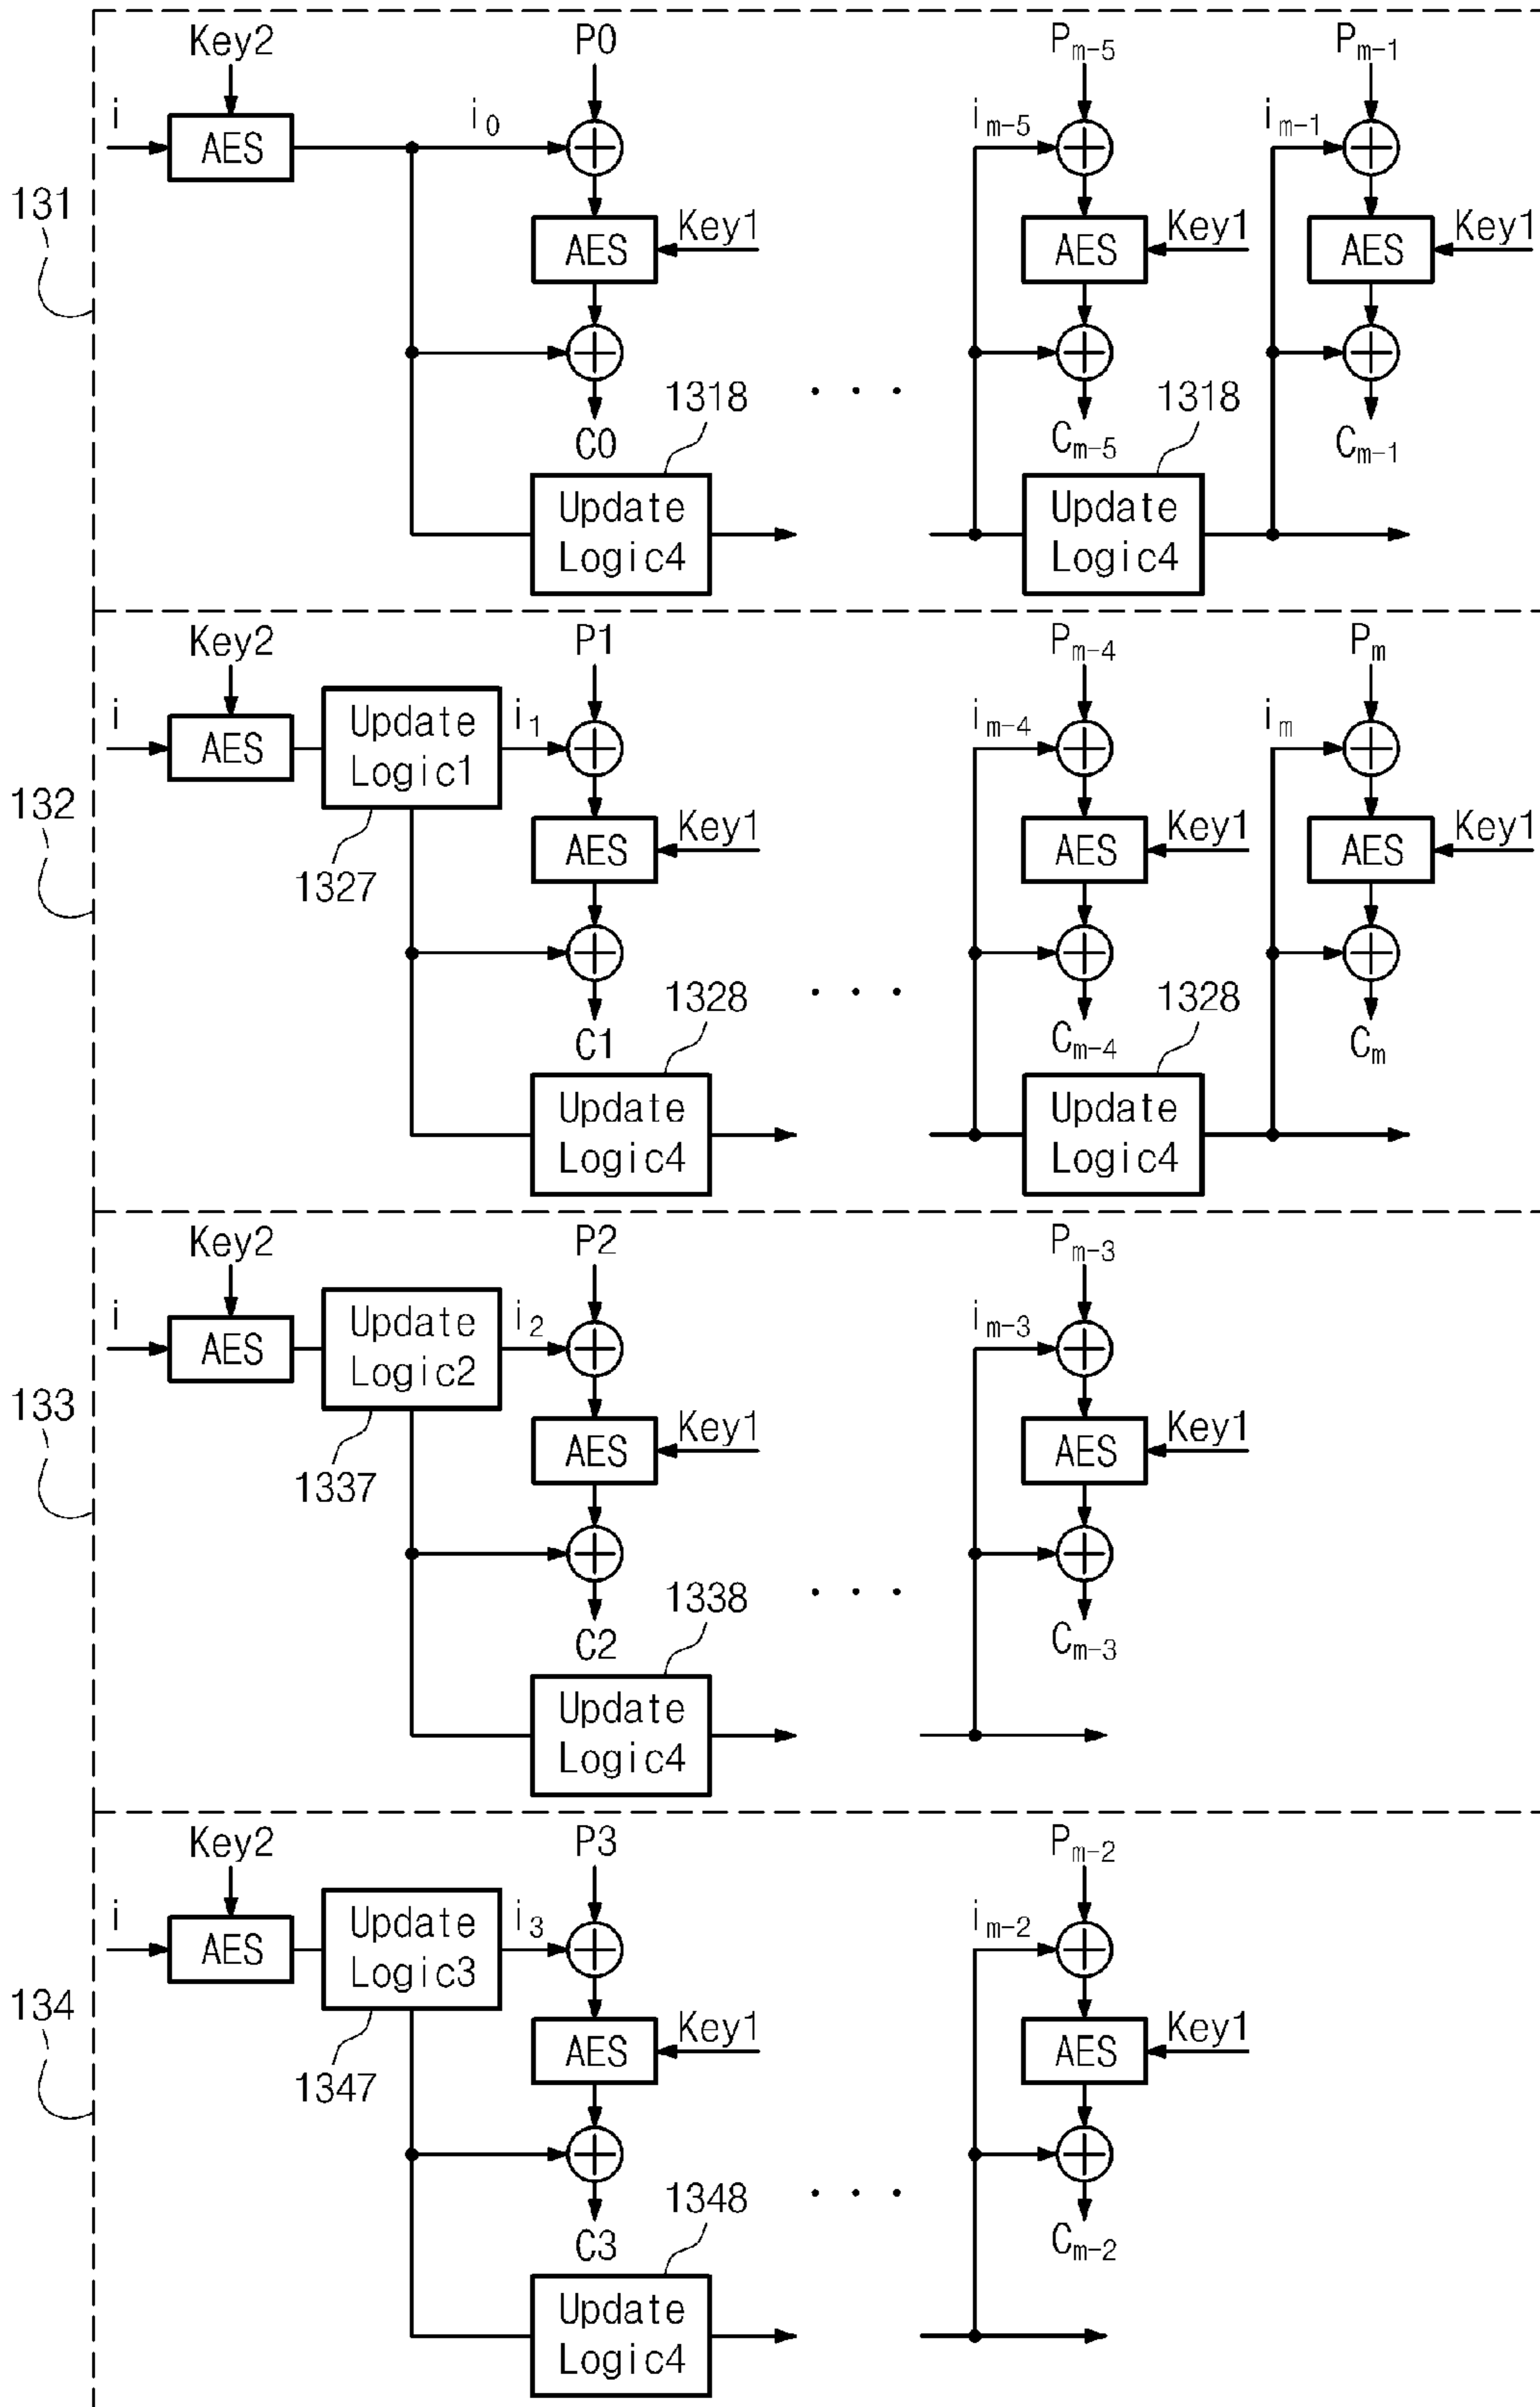 Key2 P0 P_{m-5} P_{m-1}
i AES i_0 i_{m-5} i_{m-1}
131
AES Key1 AES Key1 AES Key1
1318 1318
C0 C_{m-5} C_{m-1}
Update Update
Logic4 Logic4
Key2 P1 P_{m-4} P_m
i AES Update i_1 i_{m-4} i_m
Logic1
132
AES Key1 AES Key1 AES Key1
1327
1328 . . . 1328
C1 C_{m-4} C_m
Update Update
Logic4 Logic4
Key2 P2 P_{m-3}
i AES Update i_2 i_{m-3}
Logic2
133
AES Key1 AES Key1
1337
1338 . . .
C2 C_{m-3}
Update
Logic4
Key2 P3 P_{m-2}
i AES Update i_3 i_{m-2}
Logic3
134
AES Key1 AES Key1
1347
1348 . . .
C3 C_{m-2}
Update
Logic4